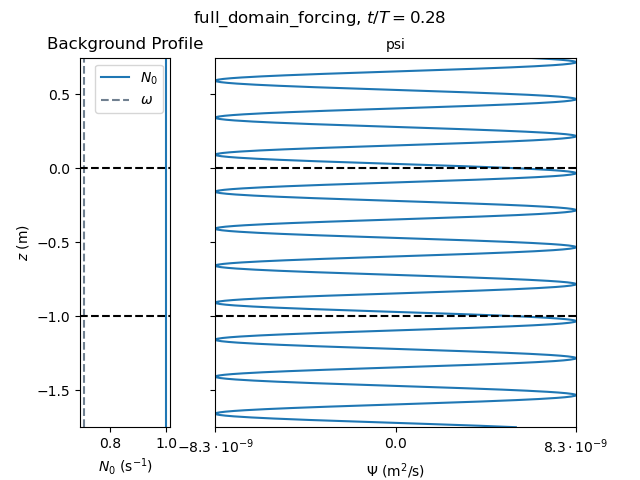 full_domain_forcing, t/T = 0.28
Background Profile
psi
N₀
ω
0.5
0.0
−0.5
−1.0
−1.5
z (m)
0.8
1.0
N₀ (s⁻¹)
−8.3 · 10⁻⁹
0.0
8.3 · 10⁻⁹
Ψ (m²/s)